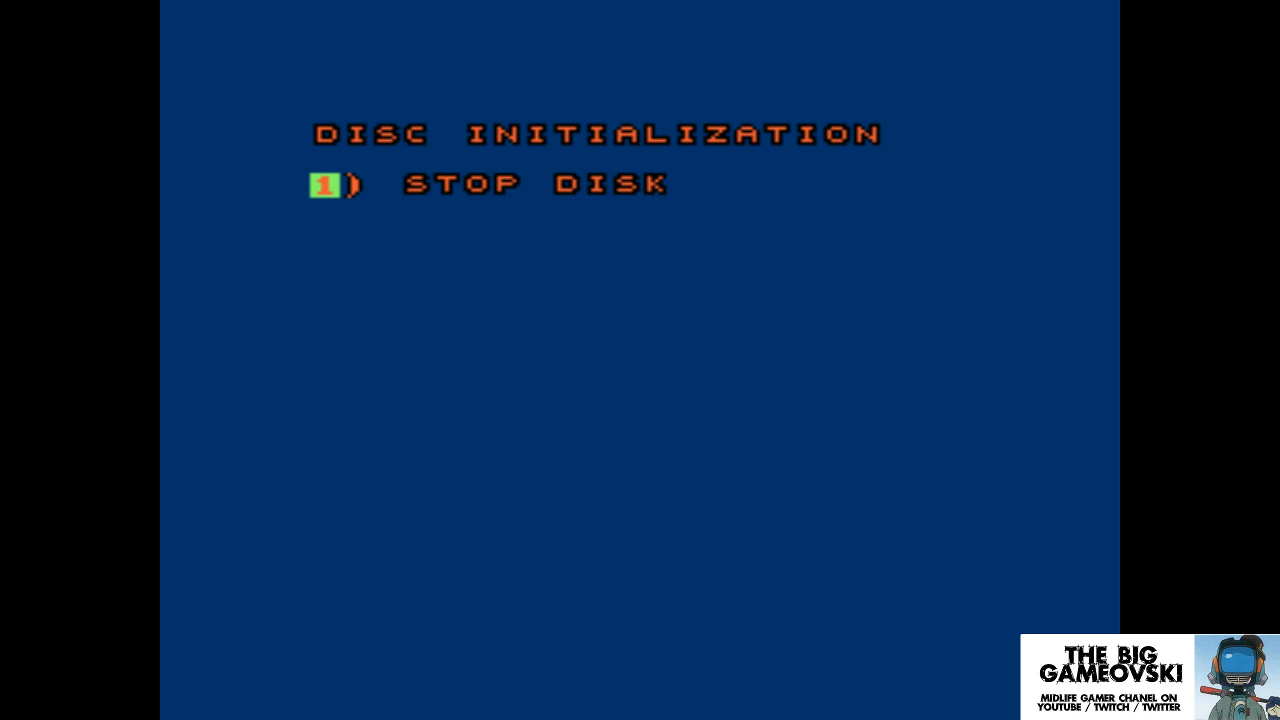 DISC INITIALIZATION
1) STOP DISK
THE BIG
GAMEOVSKI
MIDLIFE GAMER CHANEL ON
YOUTUBE / TWITCH / TWITTER